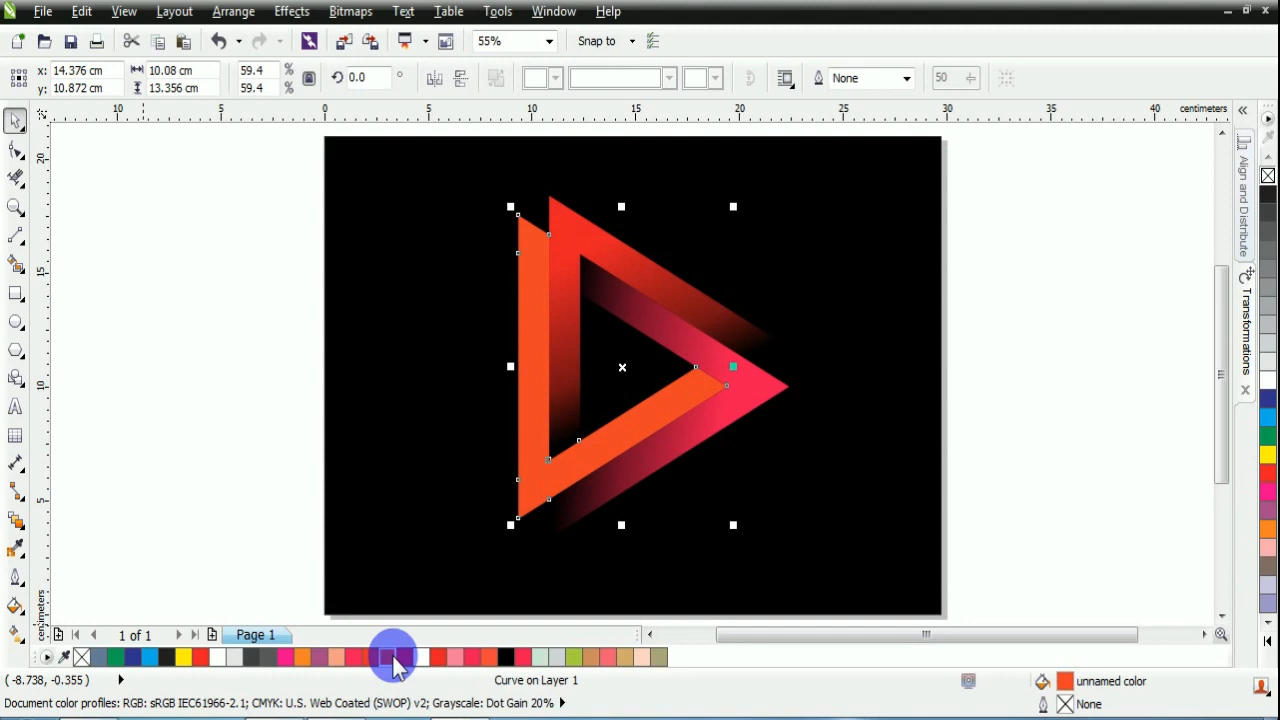 File Edit View Layout Arrange Effects Bitmaps Text Table Tools Window Help
55% Snap to
x: 14.376 cm 10.08 cm 59.4 %
y: 10.872 cm 13.356 cm 59.4 %
0.0 °
None
50
10 5 0 5 10 15 20 25 30 35 40 centimeters
20
15
10
5
centimeters
Align and Distribute
Transformations
1 of 1 Page 1
( -8.738, -0.355 ) Curve on Layer 1 unnamed color
Document color profiles: RGB: sRGB IEC61966-2.1; CMYK: U.S. Web Coated (SWOP) v2; Grayscale: Dot Gain 20% None